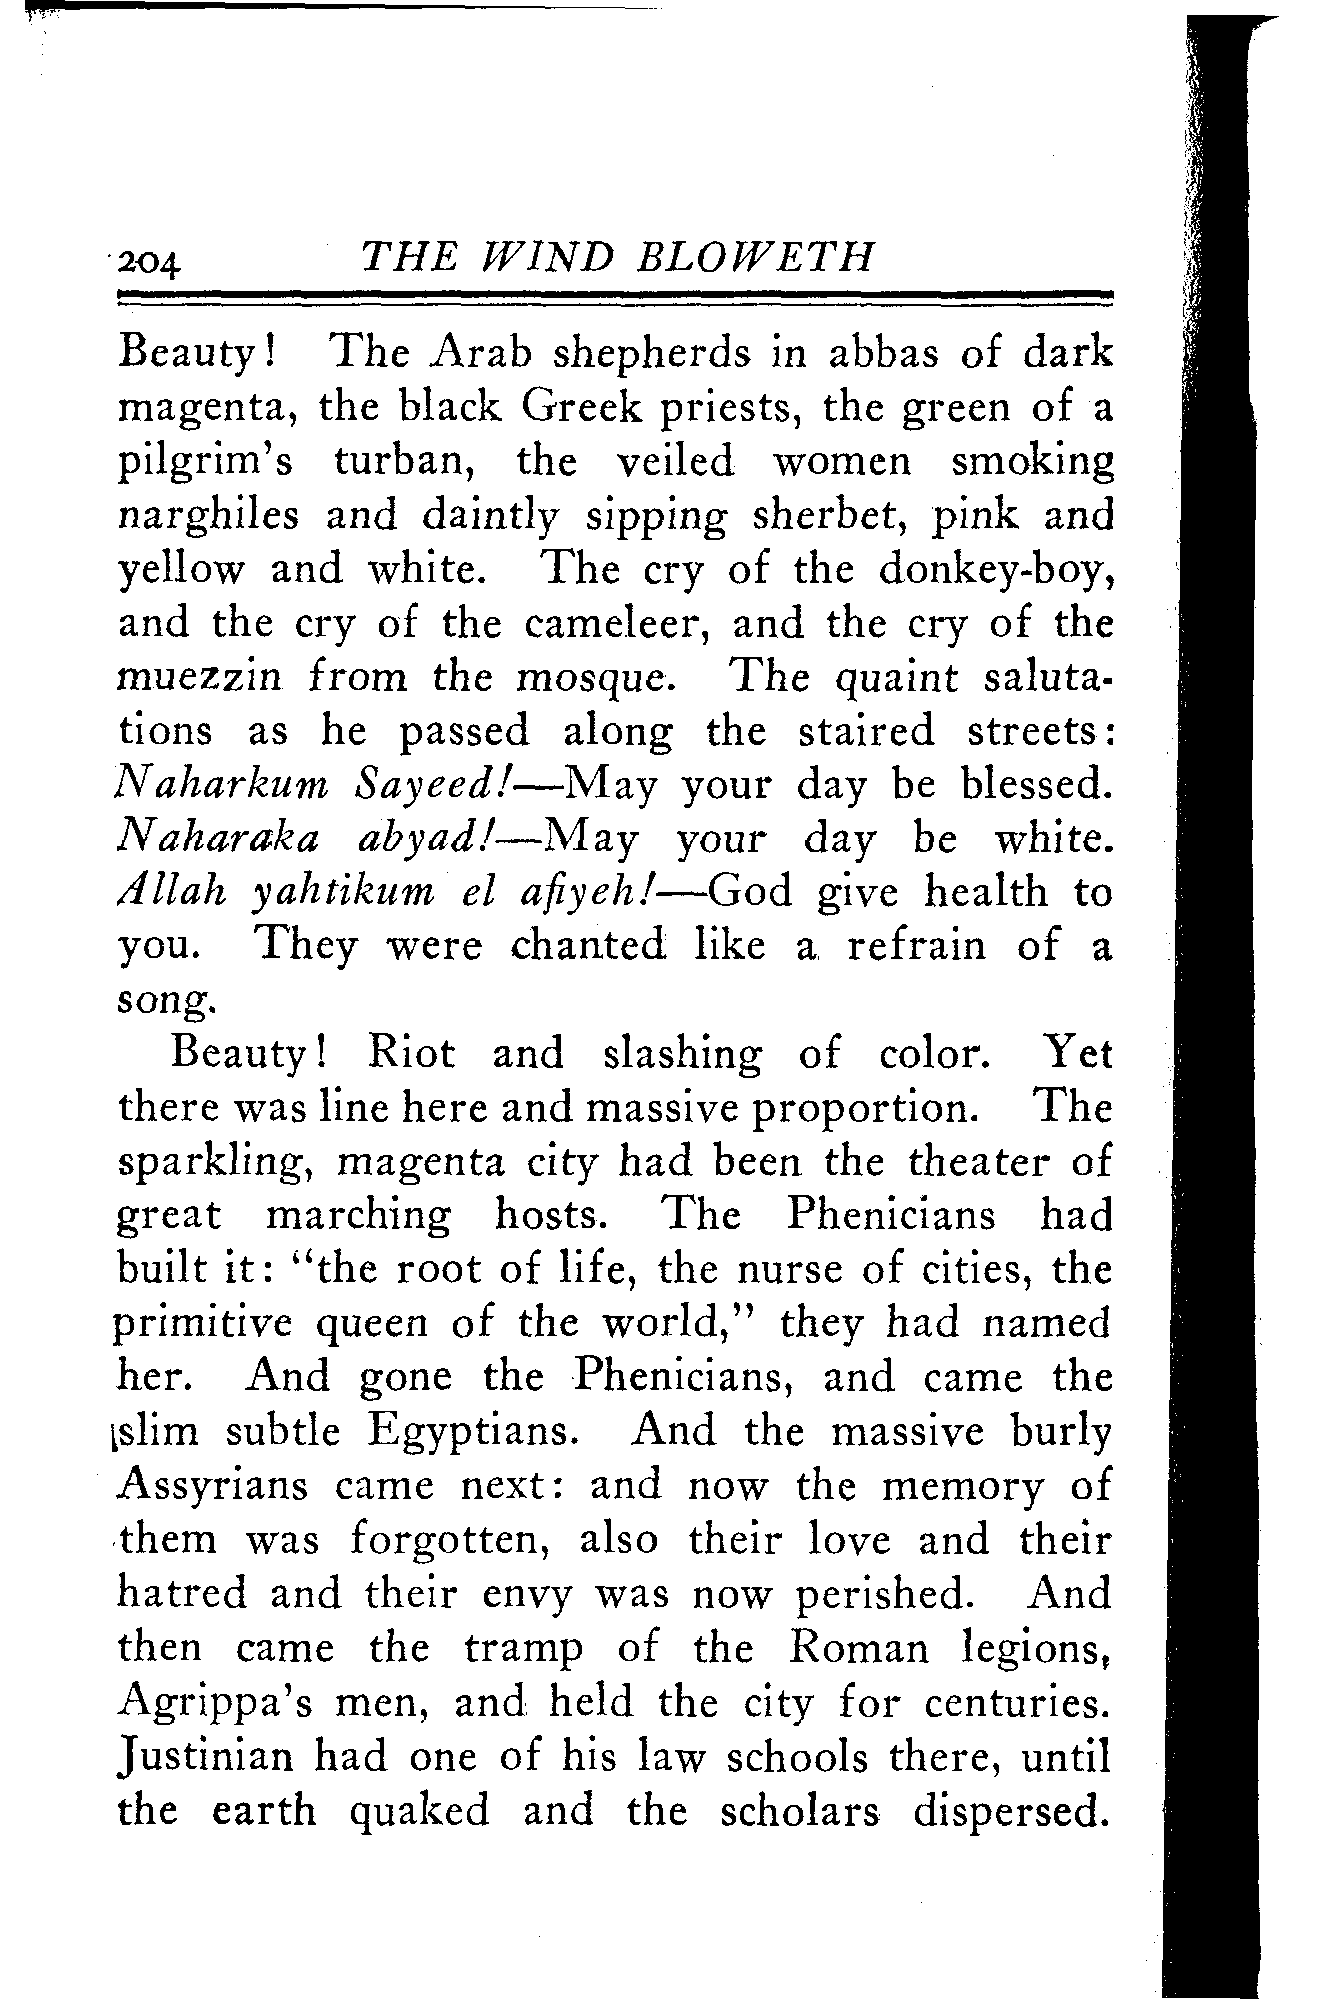 204 THE WIND BLOWETH
Beauty! The Arab shepherds in abbas of dark
magenta, the black Greek priests, the green of a
pilgrim's turban, the veiled women smoking
narghiles and daintly sipping sherbet, pink and
yellow and white. The cry of the donkey-boy,
and the cry of the cameleer, and the cry of the
muezzin from the mosque. The quaint saluta-
tions as he passed along the staired streets:
Naharkum Sayeed!—May your day be blessed.
Naharaka abyad!—May your day be white.
Allah yahtikum el afiyeh!—God give health to
you. They were chanted like a refrain of a
song.
Beauty! Riot and slashing of color. Yet
there was line here and massive proportion. The
sparkling, magenta city had been the theater of
great marching hosts. The Phenicians had
built it: "the root of life, the nurse of cities, the
primitive queen of the world," they had named
her. And gone the Phenicians, and came the
slim subtle Egyptians. And the massive burly
Assyrians came next: and now the memory of
them was forgotten, also their love and their
hatred and their envy was now perished. And
then came the tramp of the Roman legions,
Agrippa's men, and held the city for centuries.
Justinian had one of his law schools there, until
the earth quaked and the scholars dispersed.